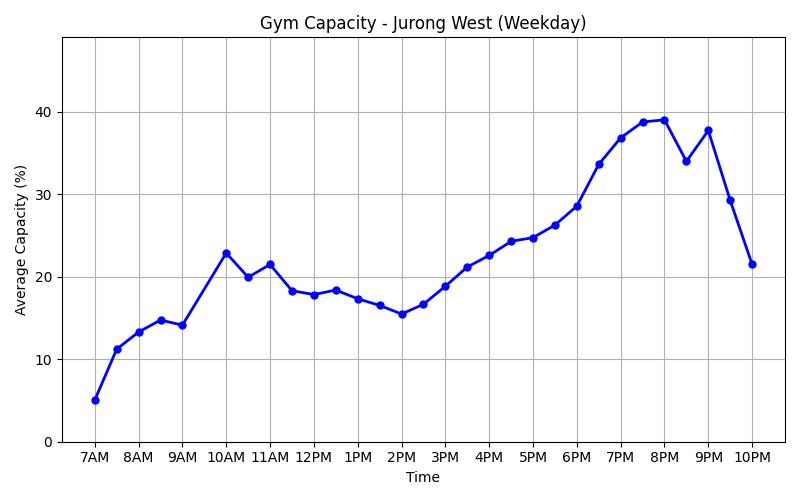 Gym Capacity - Jurong West (Weekday)
Average Capacity (%)
40
30
20
10
0
7AM 8AM 9AM 10AM 11AM 12PM 1PM 2PM 3PM 4PM 5PM 6PM 7PM 8PM 9PM 10PM
Time